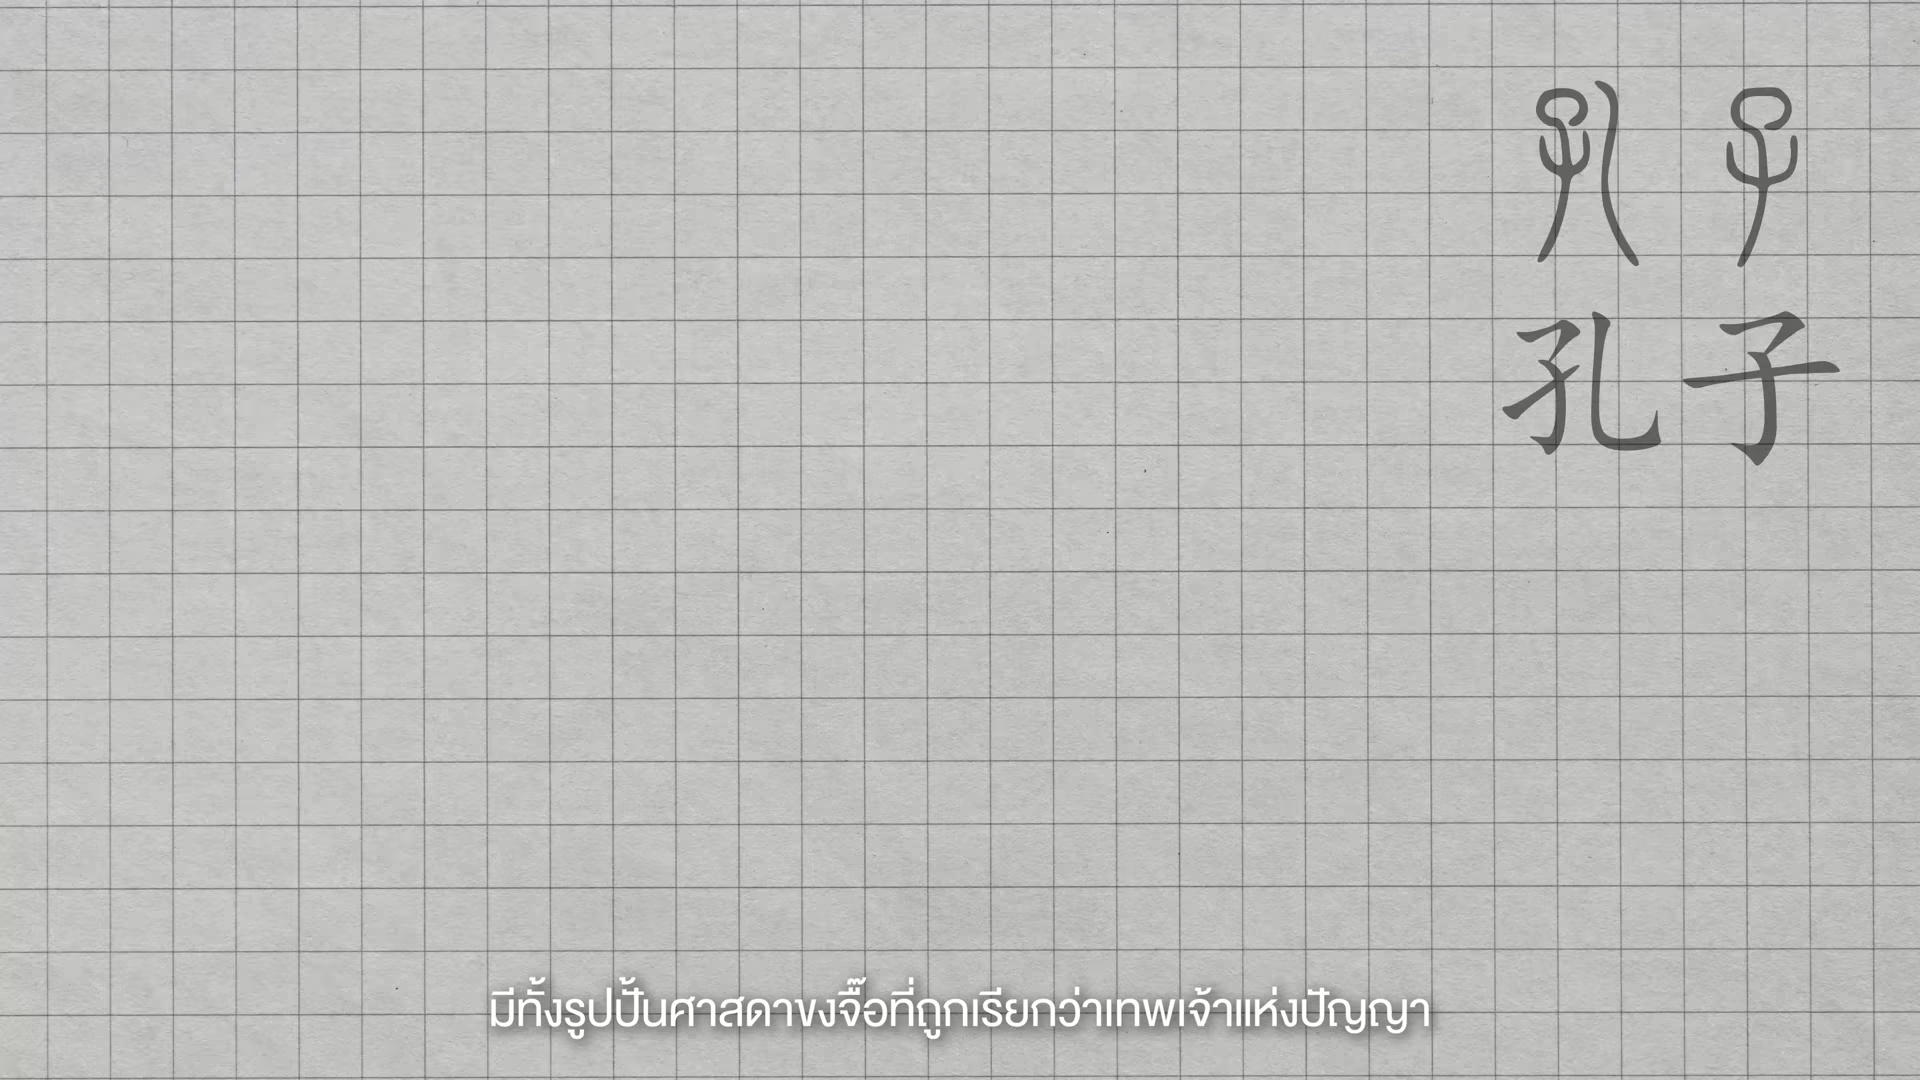 孔子
孔子
มีทั้งรูปปั้นศาสดาขงจื๊อที่ถูกเรียกว่าเทพเจ้าแห่งปัญญา